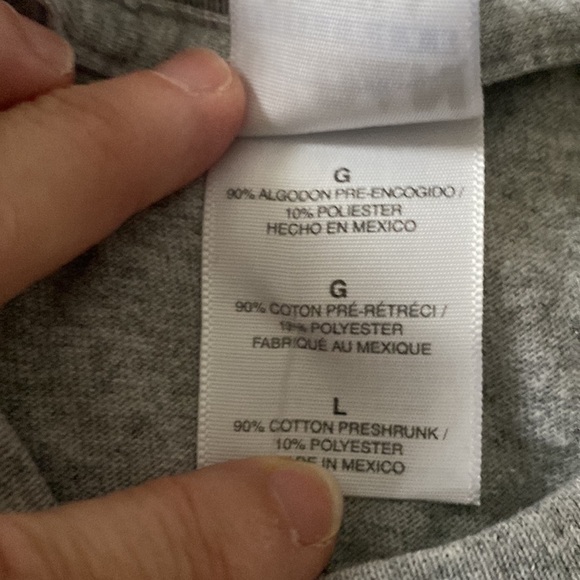 G
90% ALGODON PRE-ENCOGIDO /
10% POLIESTER
HECHO EN MEXICO
G
90% COTON PRÉ-RÉTRÉCI /
10% POLYESTER
FABRIQUÉ AU MEXIQUE
L
90% COTTON PRESHRUNK /
10% POLYESTER
IN MEXICO